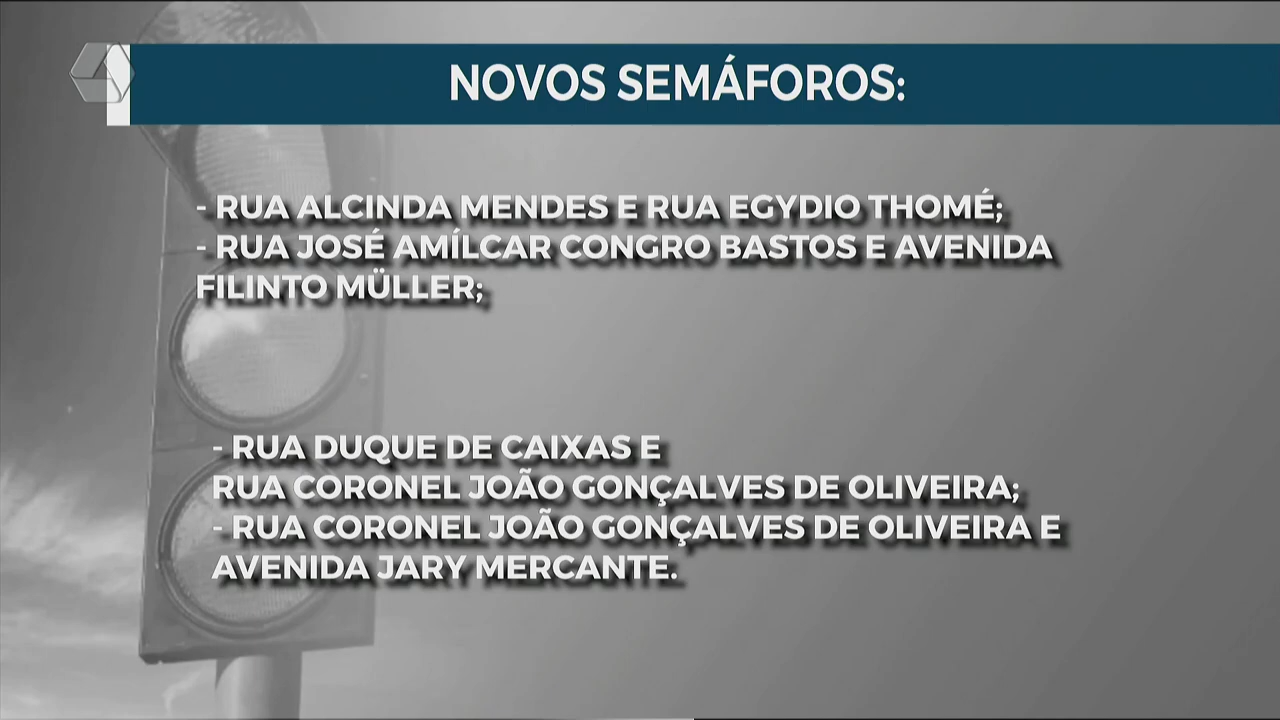 NOVOS SEMÁFOROS:
- RUA ALCINDA MENDES E RUA EGYDIO THOMÉ;
- RUA JOSÉ AMÍLCAR CONGRO BASTOS E AVENIDA
FILINTO MÜLLER;
- RUA DUQUE DE CAIXAS E
RUA CORONEL JOÃO GONÇALVES DE OLIVEIRA;
- RUA CORONEL JOÃO GONÇALVES DE OLIVEIRA E
AVENIDA JARY MERCANTE.